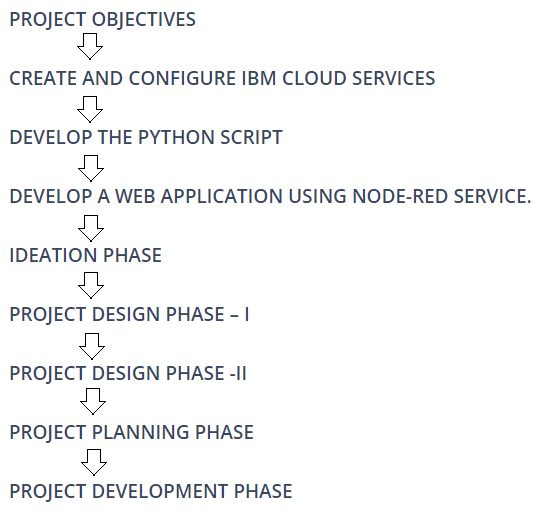 PROJECT OBJECTIVES
CREATE AND CONFIGURE IBM CLOUD SERVICES
DEVELOP THE PYTHON SCRIPT
DEVELOP A WEB APPLICATION USING NODE-RED SERVICE.
IDEATION PHASE
PROJECT DESIGN PHASE – I
PROJECT DESIGN PHASE -II
PROJECT PLANNING PHASE
PROJECT DEVELOPMENT PHASE